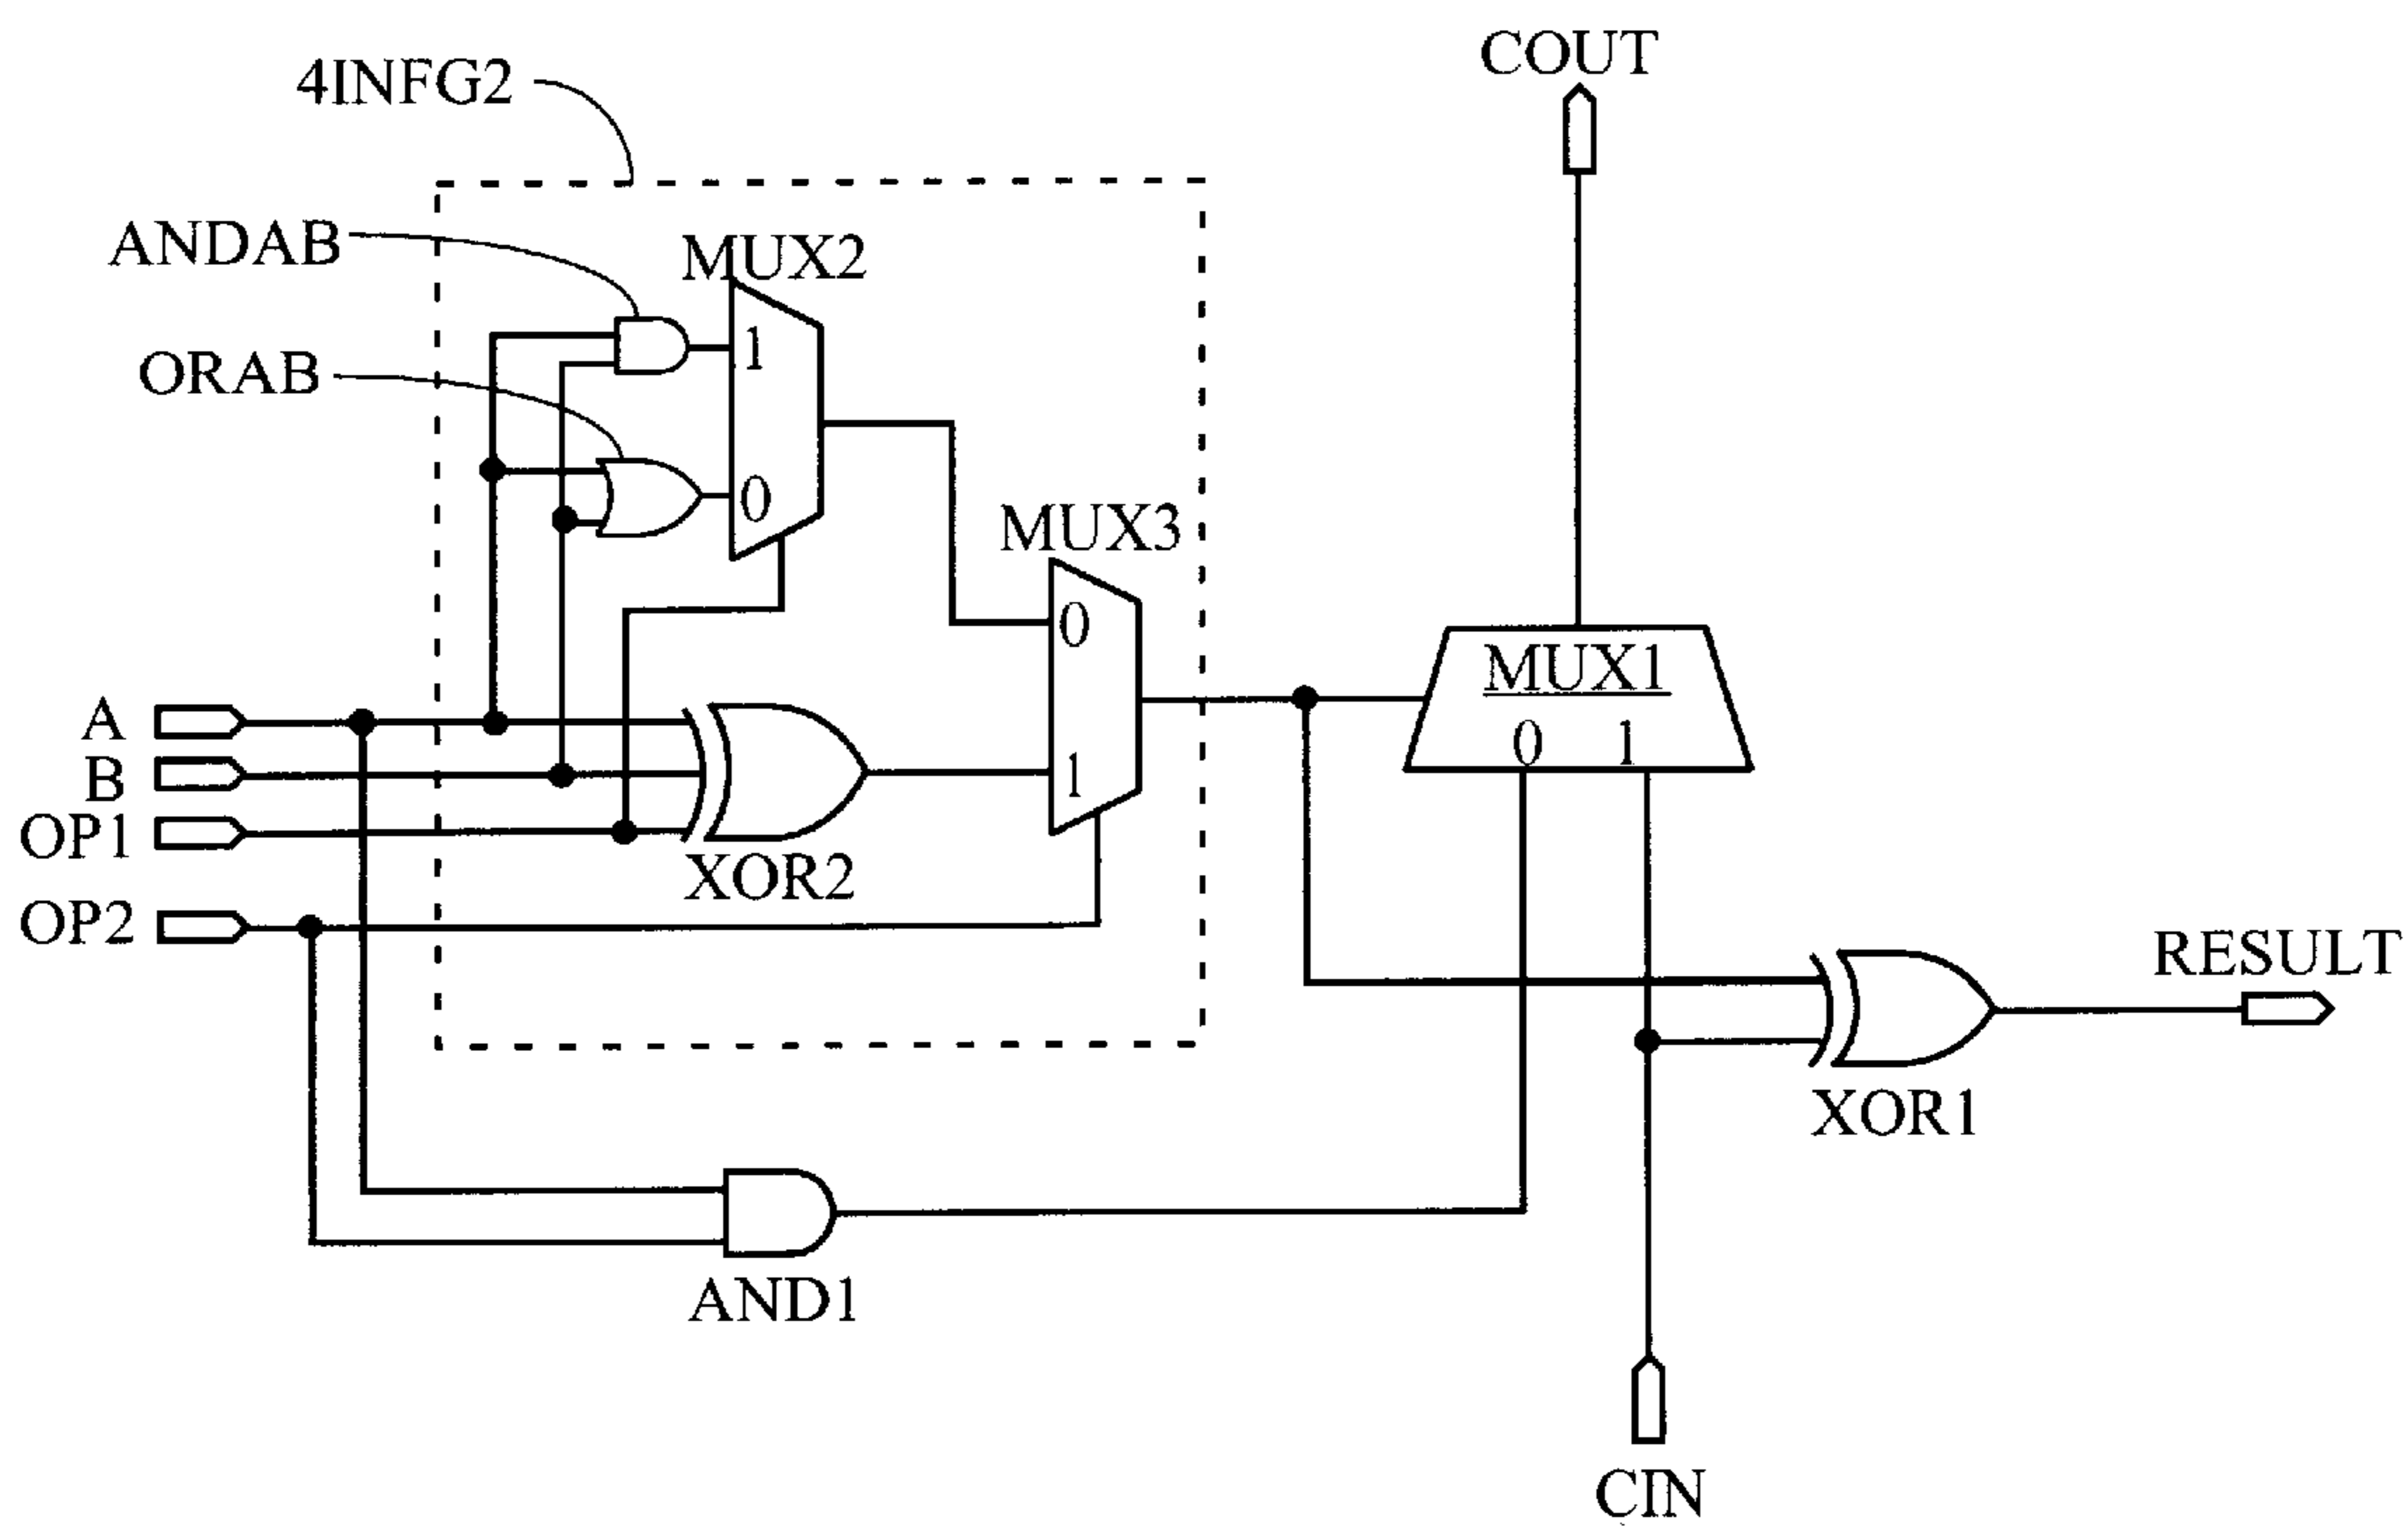 COUT
4INFG2
ANDAB
MUX2
1
ORAB
0
MUX3
0
MUX1
0 1
A
B
1
OP1
XOR2
OP2
RESULT
XOR1
AND1
CIN